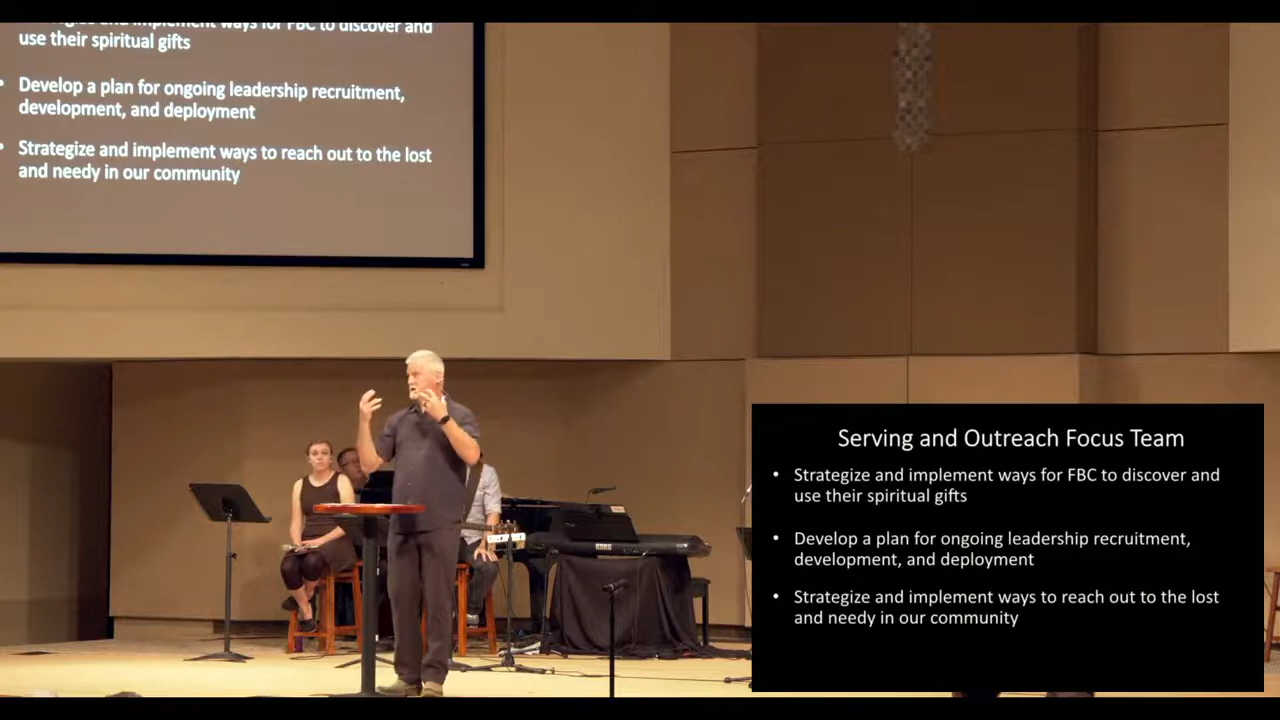 use their spiritual gifts
• Develop a plan for ongoing leadership recruitment,
development, and deployment
• Strategize and implement ways to reach out to the lost
and needy in our community
KORG
Serving and Outreach Focus Team
• Strategize and implement ways for FBC to discover and
use their spiritual gifts
• Develop a plan for ongoing leadership recruitment,
development, and deployment
• Strategize and implement ways to reach out to the lost
and needy in our community